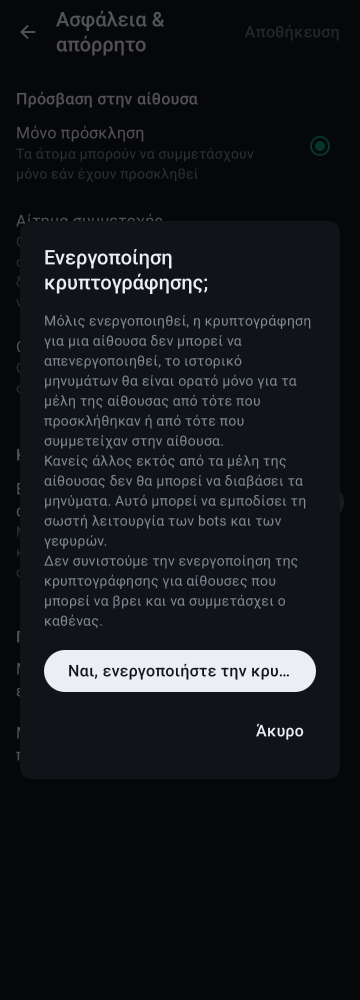 Ασφάλεια &
απόρρητο
Αποθήκευση
Πρόσβαση στην αίθουσα
Μόνο πρόσκληση
Τα άτομα μπορούν να συμμετάσχουν
μόνο εάν έχουν προσκληθεί
Αίτημα συμμετοχής
Ενεργοποίηση
κρυπτογράφησης;
Μόλις ενεργοποιηθεί, η κρυπτογράφηση
για μια αίθουσα δεν μπορεί να
απενεργοποιηθεί, το ιστορικό
μηνυμάτων θα είναι ορατό μόνο για τα
μέλη της αίθουσας από τότε που
προσκλήθηκαν ή από τότε που
συμμετείχαν στην αίθουσα.
Κανείς άλλος εκτός από τα μέλη της
αίθουσας δεν θα μπορεί να διαβάσει τα
μηνύματα. Αυτό μπορεί να εμποδίσει τη
σωστή λειτουργία των bots και των
γεφυρών.
Δεν συνιστούμε την ενεργοποίηση της
κρυπτογράφησης για αίθουσες που
μπορεί να βρει και να συμμετάσχει ο
καθένας.
Ναι, ενεργοποιήστε την κρυ...
Άκυρο